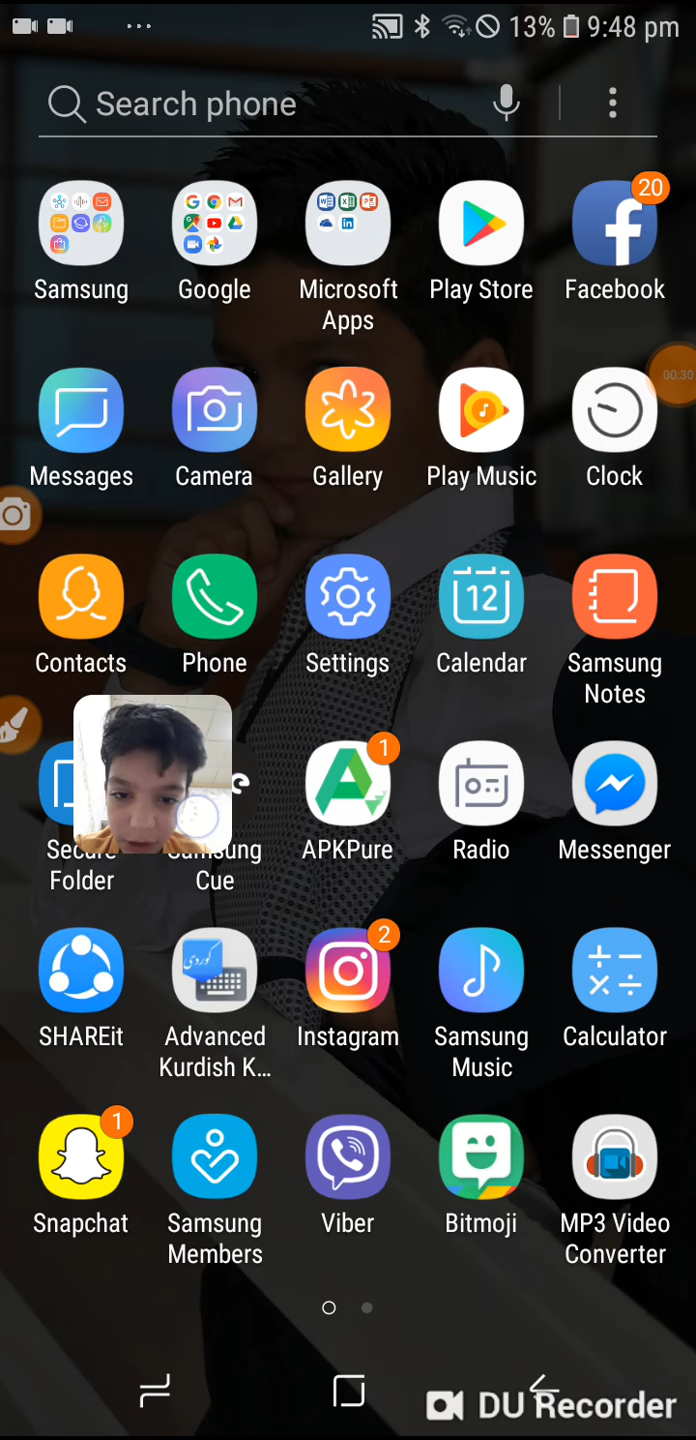 13% 9:48 pm
Search phone
20
Samsung Google Microsoft Apps Play Store Facebook
00:30
Messages Camera Gallery Play Music Clock
12
Contacts Phone Settings Calendar Samsung Notes
1
Secure Folder Samsung Cue APKPure Radio Messenger
کوردی
2
SHAREit Advanced Kurdish K... Instagram Samsung Music Calculator
1
Snapchat Samsung Members Viber Bitmoji MP3 Video Converter
DU Recorder